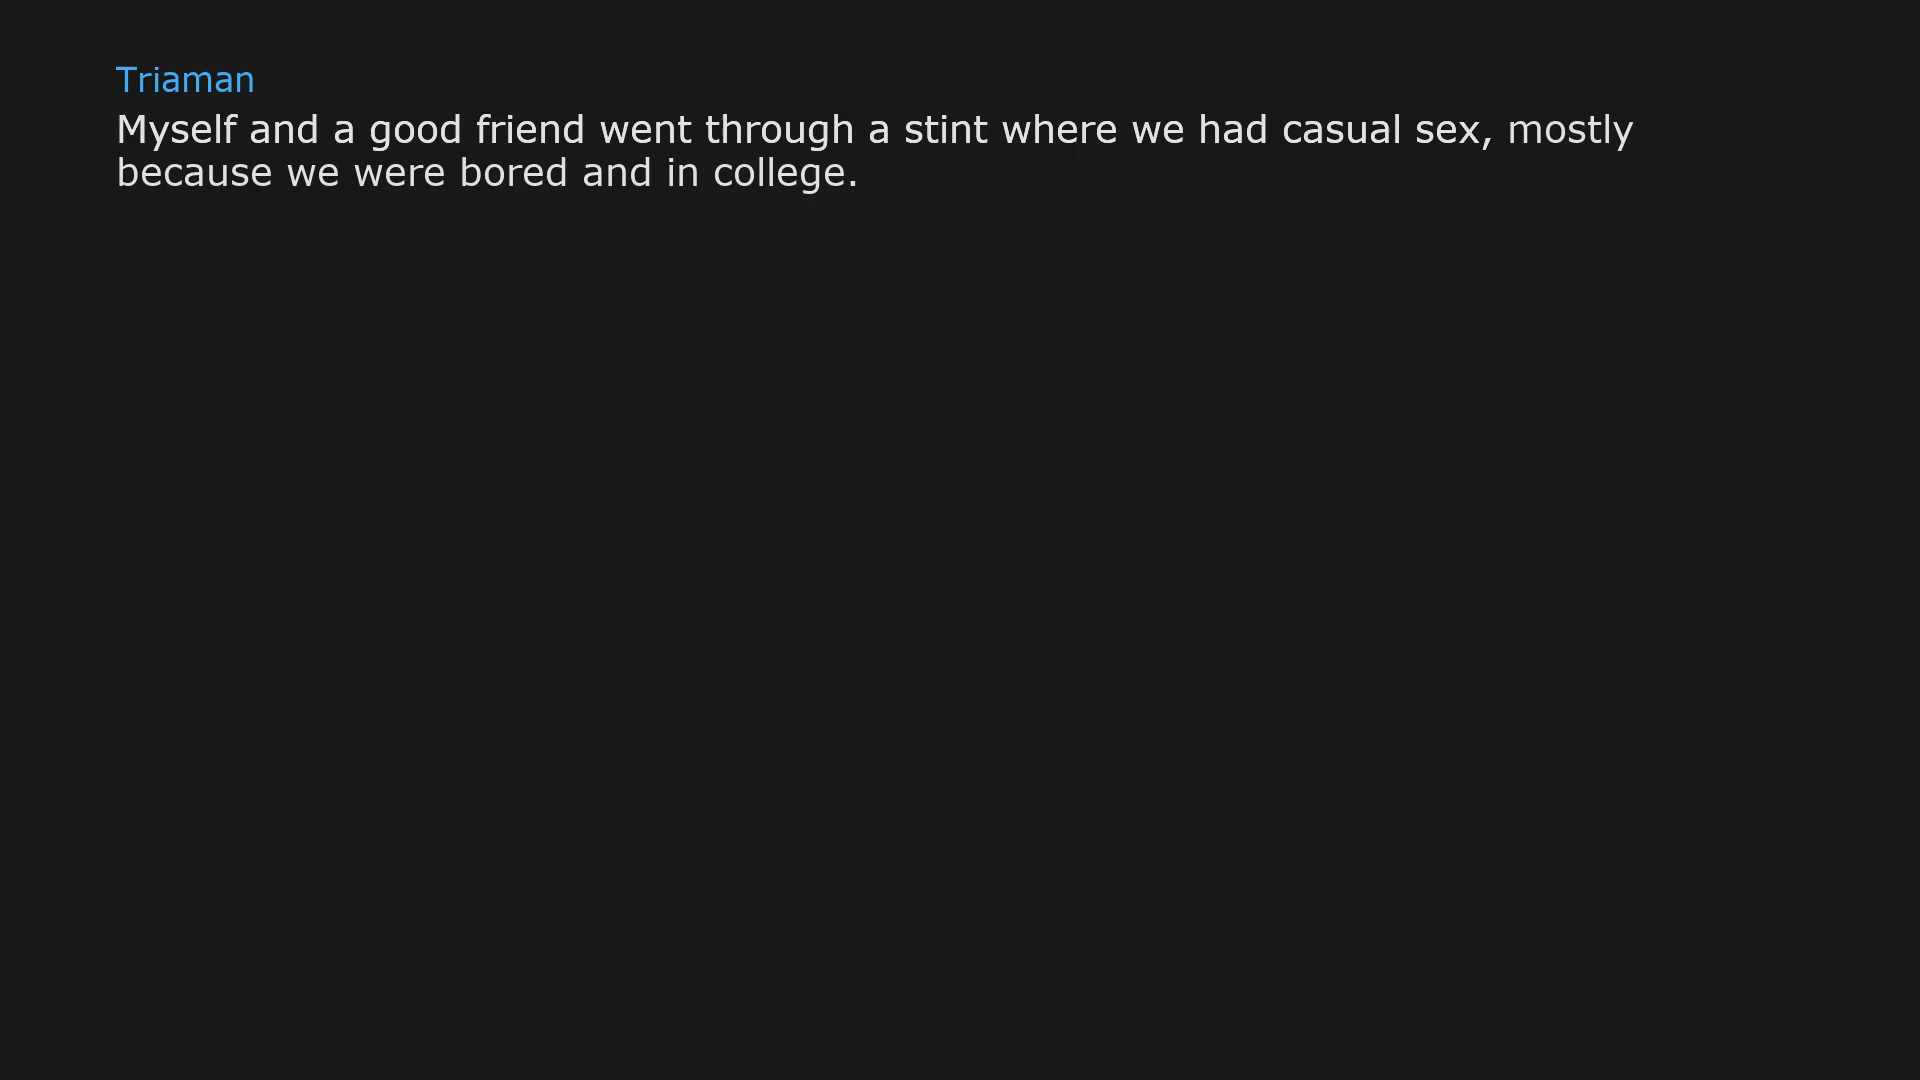 Triaman
Myself and a good friend went through a stint where we had casual sex, mostly
because we were bored and in college.